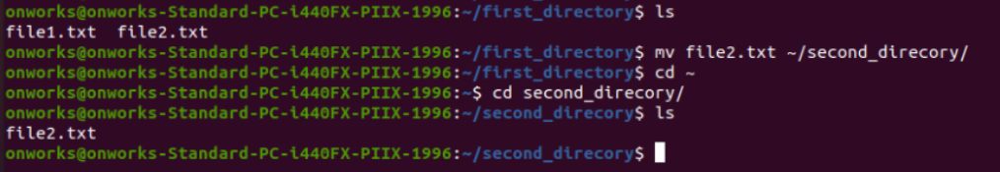 onworks@onworks-Standard-PC-i440FX-PIIX-1996:~/first_directory$ ls
file1.txt  file2.txt
onworks@onworks-Standard-PC-i440FX-PIIX-1996:~/first_directory$ mv file2.txt ~/second_direcory/
onworks@onworks-Standard-PC-i440FX-PIIX-1996:~/first_directory$ cd ~
onworks@onworks-Standard-PC-i440FX-PIIX-1996:~$ cd second_direcory/
onworks@onworks-Standard-PC-i440FX-PIIX-1996:~/second_direcory$ ls
file2.txt
onworks@onworks-Standard-PC-i440FX-PIIX-1996:~/second_direcory$